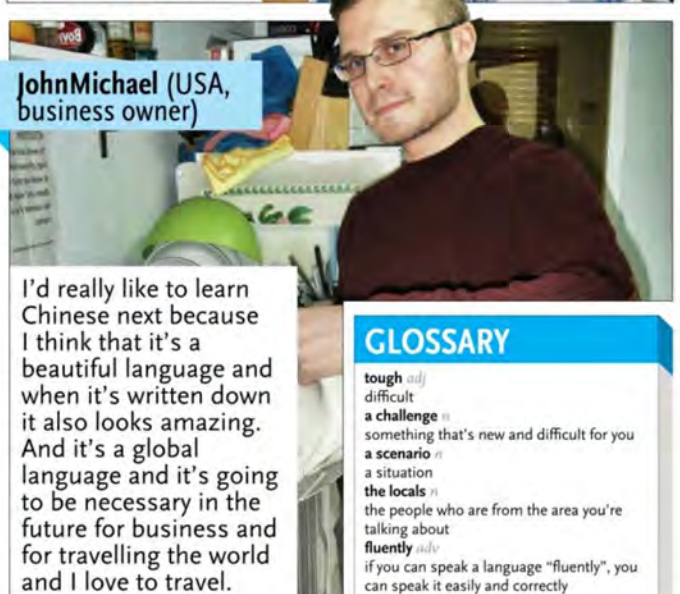 JohnMichael (USA,
business owner)
I'd really like to learn
Chinese next because
I think that it's a
beautiful language and
when it's written down
it also looks amazing.
And it's a global
language and it's going
to be necessary in the
future for business and
for travelling the world
and I love to travel.
GLOSSARY
tough adj
difficult
a challenge n
something that's new and difficult for you
a scenario n
a situation
the locals n
the people who are from the area you're
talking about
fluently adv
if you can speak a language "fluently", you
can speak it easily and correctly